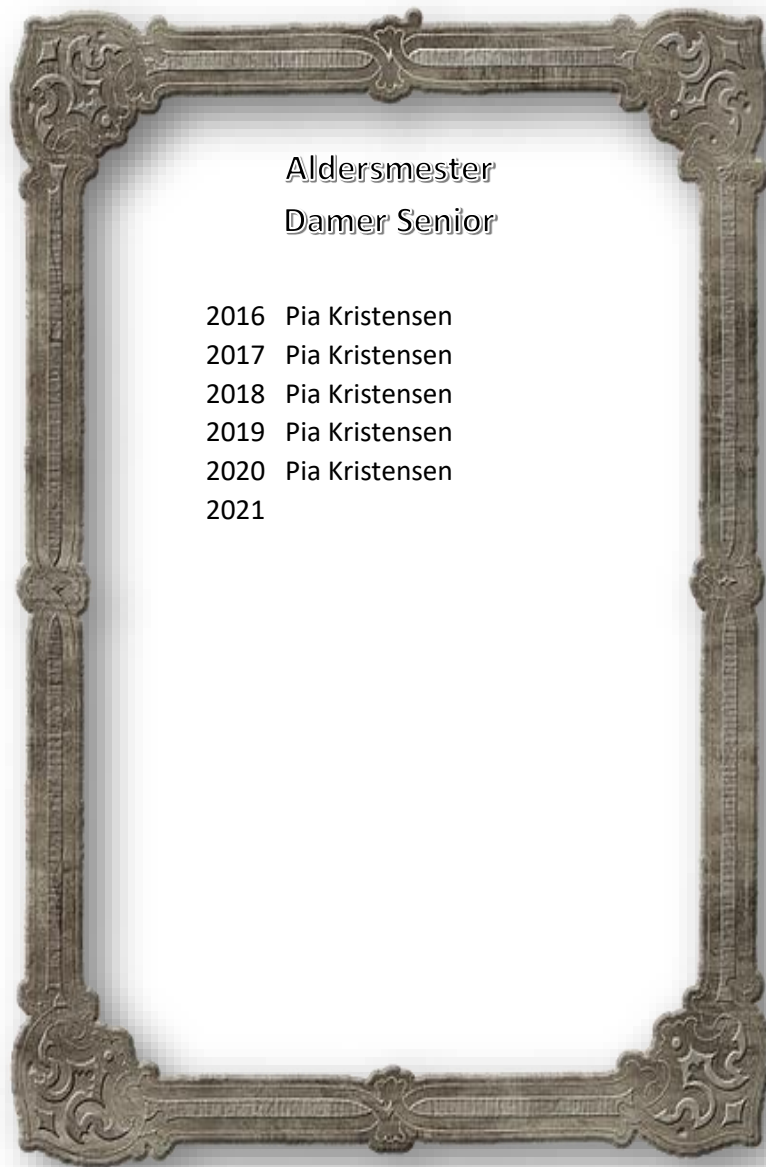 Aldersmester
Damer Senior
2016 Pia Kristensen
2017 Pia Kristensen
2018 Pia Kristensen
2019 Pia Kristensen
2020 Pia Kristensen
2021